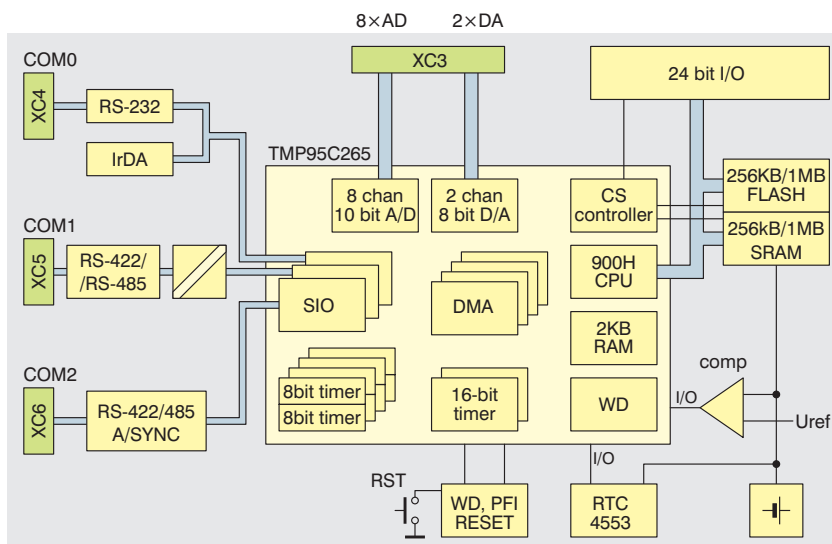 8×AD 2×DA
COM0
XC3
24 bit I/O
XC4
RS-232
IrDA
TMP95C265
8 chan
10 bit A/D
2 chan
8 bit D/A
CS
controller
256KB/1MB
FLASH
256kB/1MB
SRAM
COM1
XC5
RS-422/
/RS-485
SIO
DMA
900H
CPU
2KB
RAM
comp
COM2
XC6
RS-422/485
A/SYNC
8bit timer
8bit timer
16-bit
timer
WD
I/O
Uref
I/O
RST
WD, PFI
RESET
RTC
4553